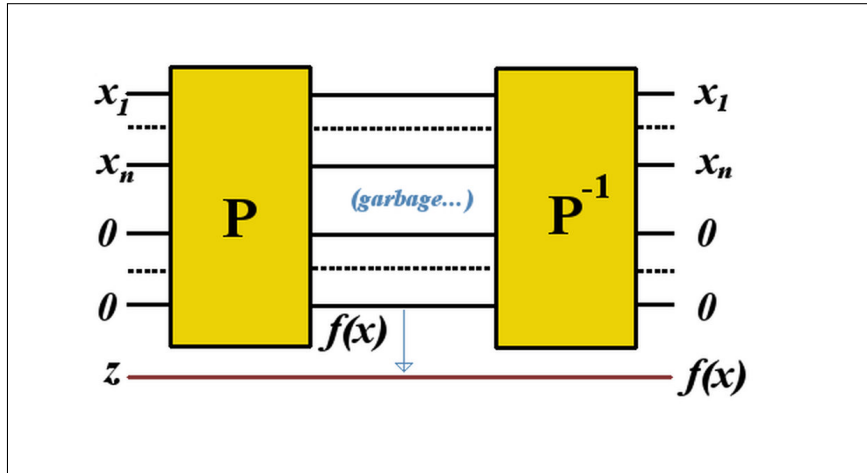 x1 x1
xn (garbage...) xn
P P-1
0 0
0 0
f(x)
z f(x)